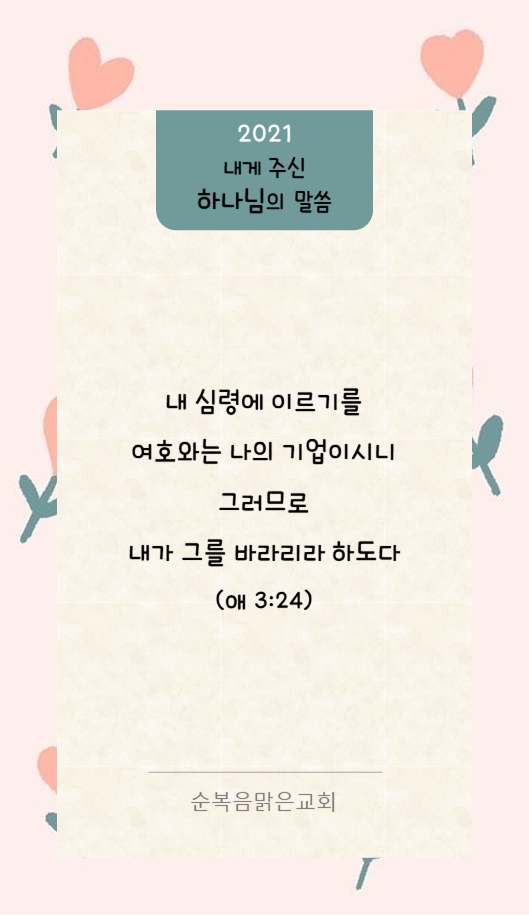 2021
내게 주신
하나님의 말씀
내 심령에 이르기를
여호와는 나의 기업이시니
그러므로
내가 그를 바라리라 하도다
(애 3:24)
순복음맑은교회